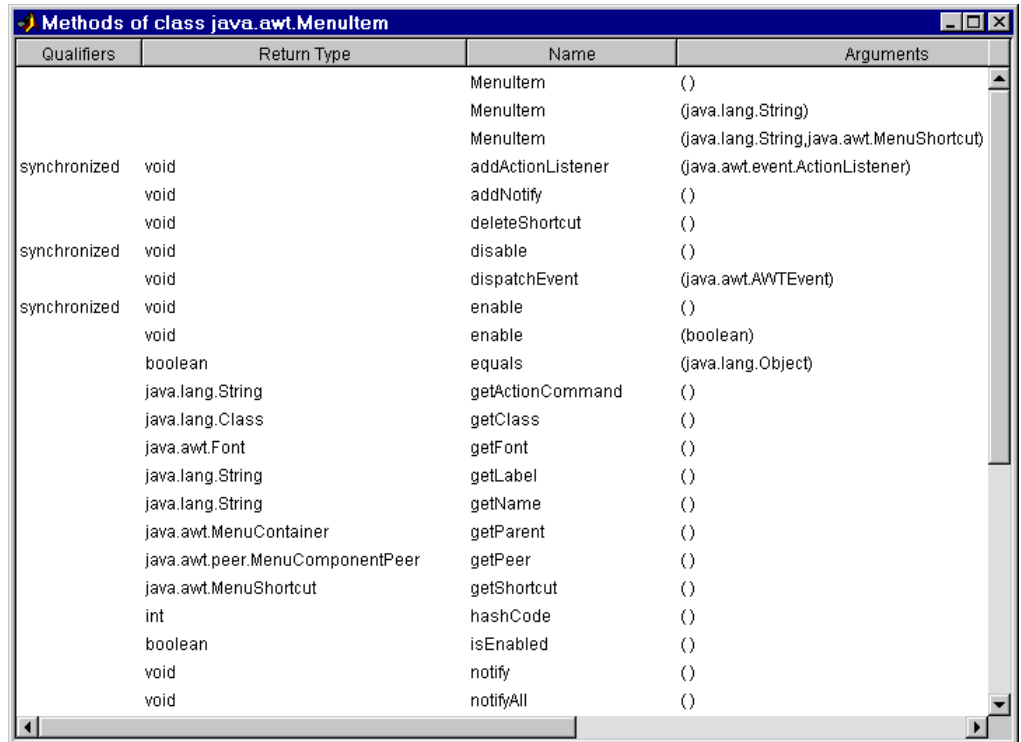 Methods of class java.awt.MenuItem
Qualifiers Return Type Name Arguments
MenuItem ()
MenuItem (java.lang.String)
MenuItem (java.lang.String,java.awt.MenuShortcut)
synchronized void addActionListener (java.awt.event.ActionListener)
void addNotify ()
void deleteShortcut ()
synchronized void disable ()
void dispatchEvent (java.awt.AWTEvent)
synchronized void enable ()
void enable (boolean)
boolean equals (java.lang.Object)
java.lang.String getActionCommand ()
java.lang.Class getClass ()
java.awt.Font getFont ()
java.lang.String getLabel ()
java.lang.String getName ()
java.awt.MenuContainer getParent ()
java.awt.peer.MenuComponentPeer getPeer ()
java.awt.MenuShortcut getShortcut ()
int hashCode ()
boolean isEnabled ()
void notify ()
void notifyAll ()